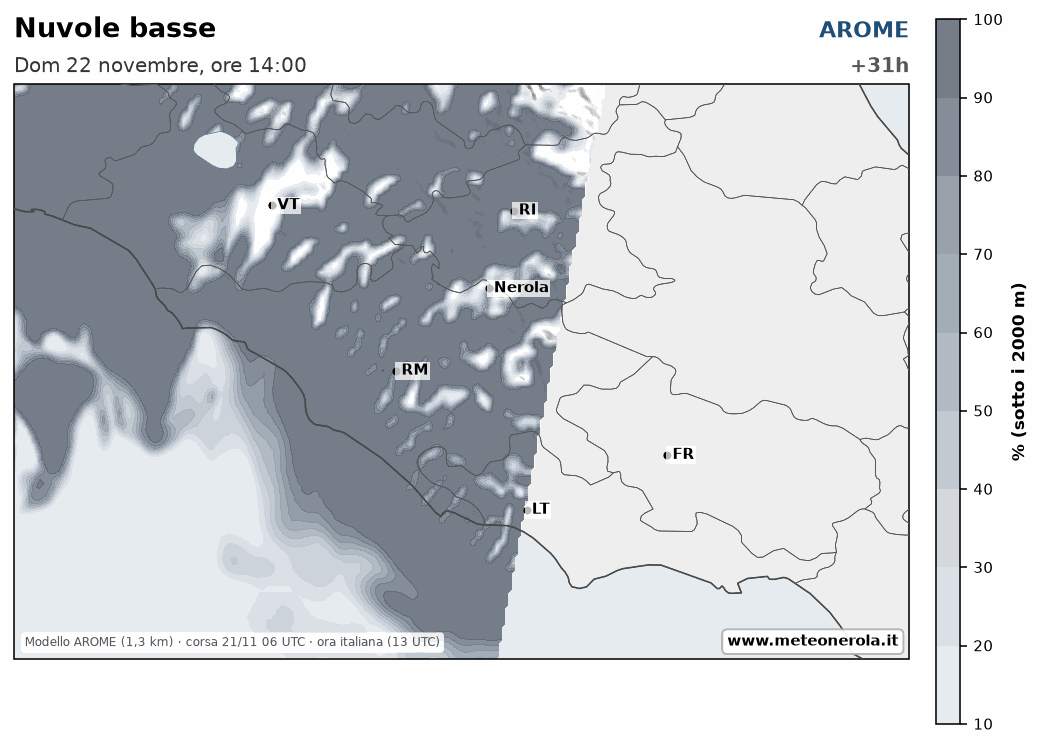 Nuvole basse
AROME
Dom 22 novembre, ore 14:00
+31h
VT
RI
Nerola
RM
FR
LT
Modello AROME (1,3 km) · corsa 21/11 06 UTC · ora italiana (13 UTC)
www.meteonerola.it
100
90
80
70
60
50
40
30
20
10
% (sotto i 2000 m)